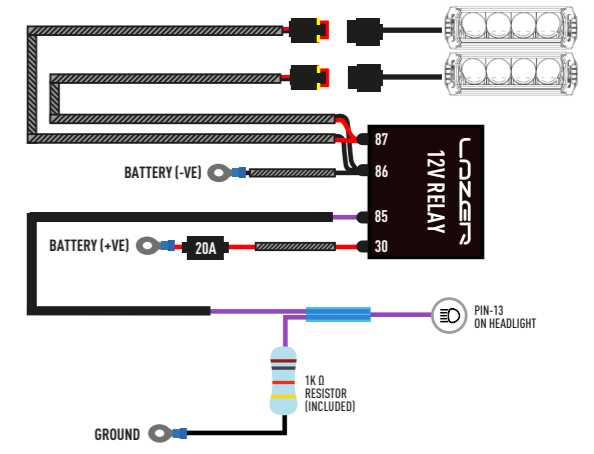 87
BATTERY (-VE)
86
LAZER
12V RELAY
85
BATTERY (+VE)
20A
30
PIN-13
ON HEADLIGHT
1K Ω
RESISTOR
(INCLUDED)
GROUND